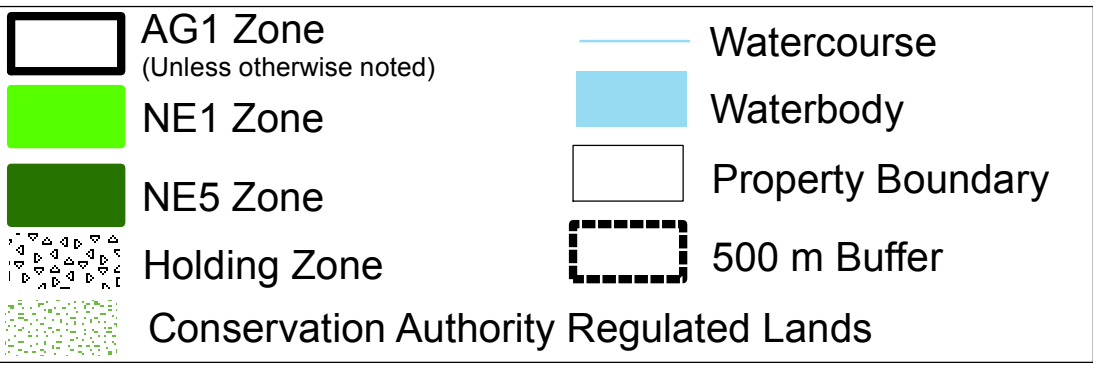 AG1 Zone
(Unless otherwise noted)
NE1 Zone
NE5 Zone
Holding Zone
Conservation Authority Regulated Lands
Watercourse
Waterbody
Property Boundary
500 m Buffer